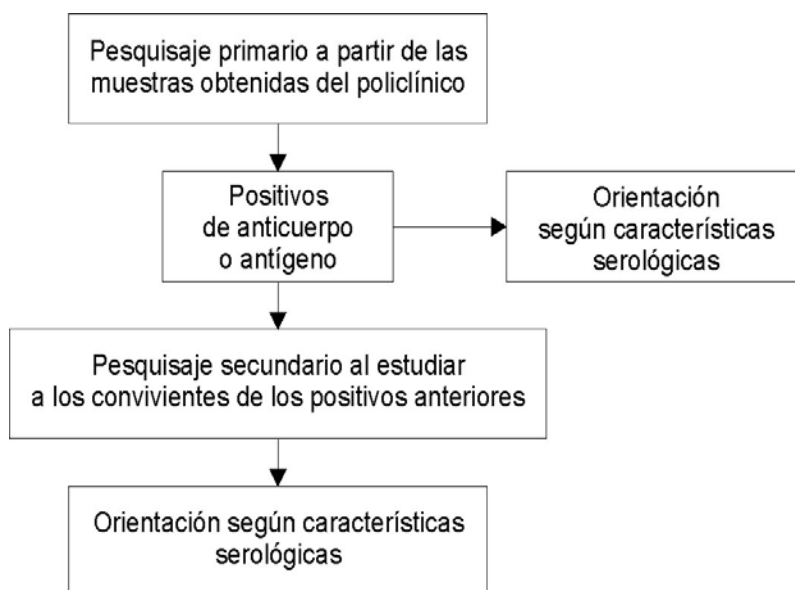 Pesquisaje primario a partir de las
muestras obtenidas del policlínico
Positivos
de anticuerpo
o antígeno
Orientación
según características
serológicas
Pesquisaje secundario al estudiar
a los convivientes de los positivos anteriores
Orientación según características
serológicas